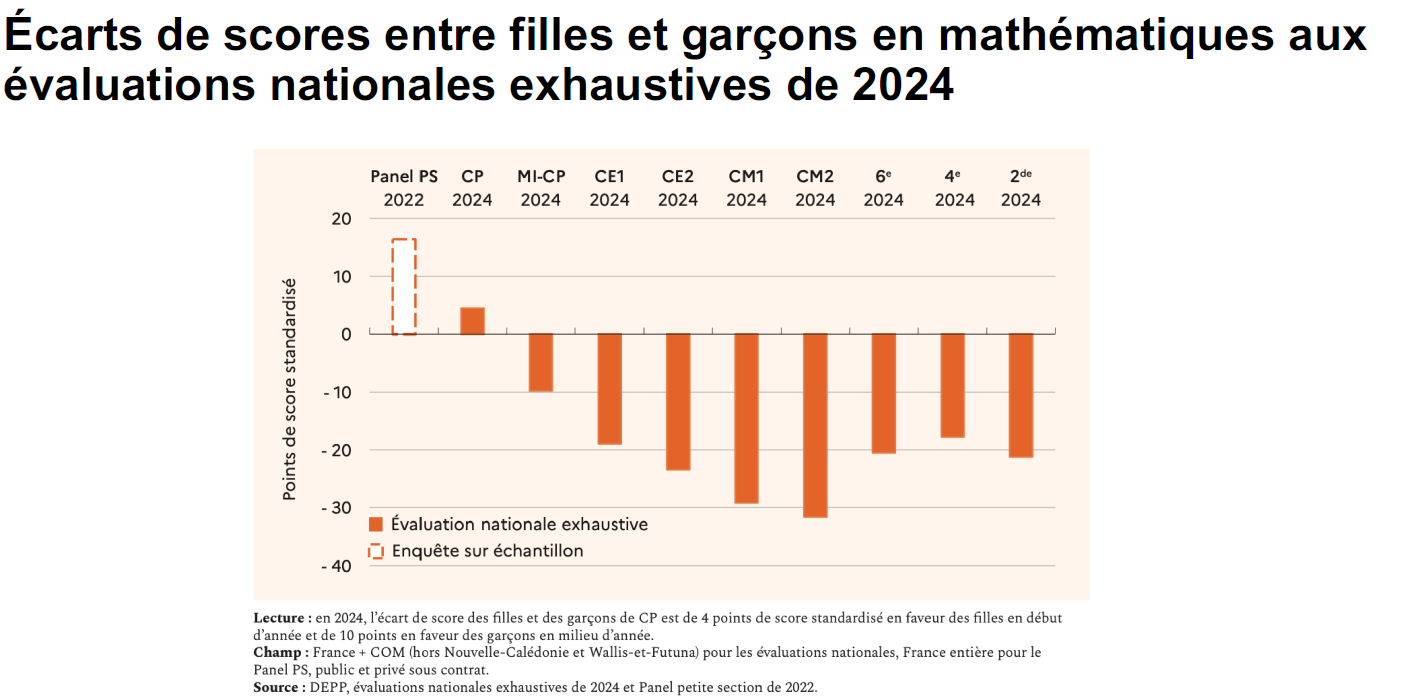 Écarts de scores entre filles et garçons en mathématiques aux
évaluations nationales exhaustives de 2024
Panel PS CP MI-CP CE1 CE2 CM1 CM2 6e 4e 2de
2022 2024 2024 2024 2024 2024 2024 2024 2024 2024
20
10
0
- 10
- 20
- 30
- 40
Points de score standardisé
Évaluation nationale exhaustive
Enquête sur échantillon
Lecture : en 2024, l'écart de score des filles et des garçons de CP est de 4 points de score standardisé en faveur des filles en début
d'année et de 10 points en faveur des garçons en milieu d'année.
Champ : France + COM (hors Nouvelle-Calédonie et Wallis-et-Futuna) pour les évaluations nationales, France entière pour le
Panel PS, public et privé sous contrat.
Source : DEPP, évaluations nationales exhaustives de 2024 et Panel petite section de 2022.